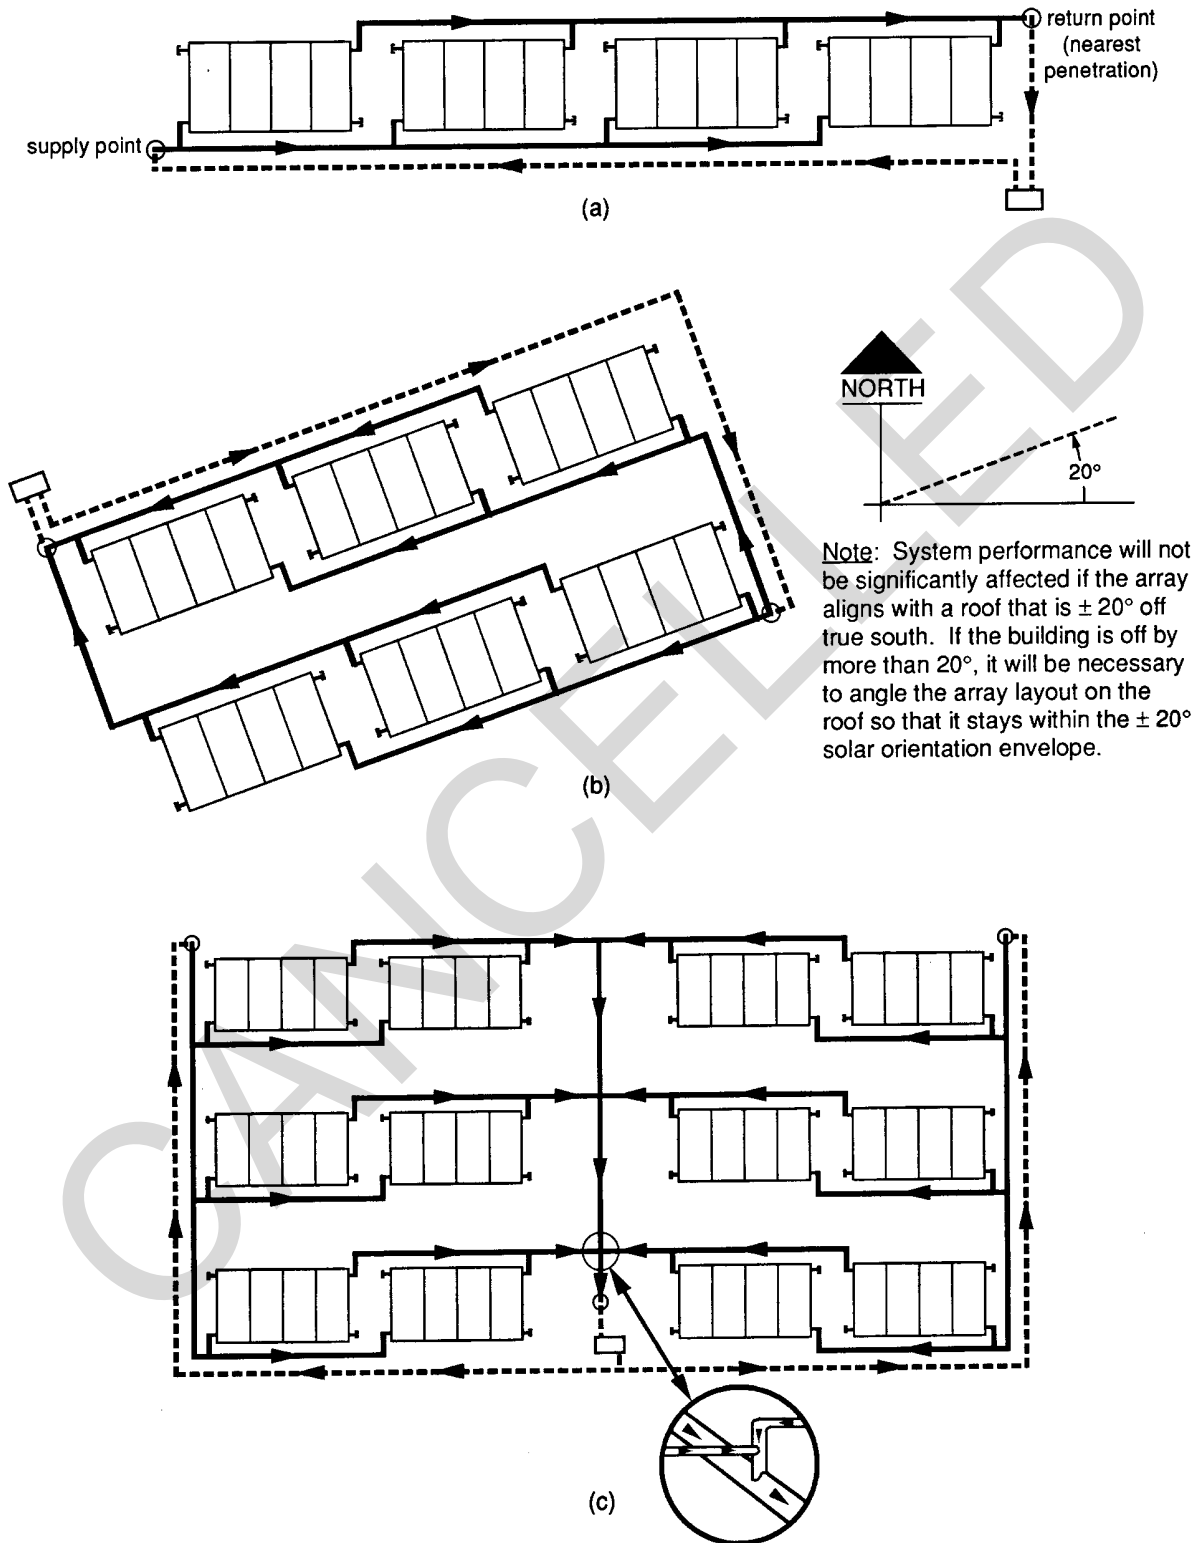 return point
(nearest
penetration)
supply point
(a)
NORTH
20°
Note: System performance will not
be significantly affected if the array
aligns with a roof that is ± 20° off
true south. If the building is off by
more than 20°, it will be necessary
to angle the array layout on the
roof so that it stays within the ± 20°
solar orientation envelope.
(b)
(c)
CANCELLED